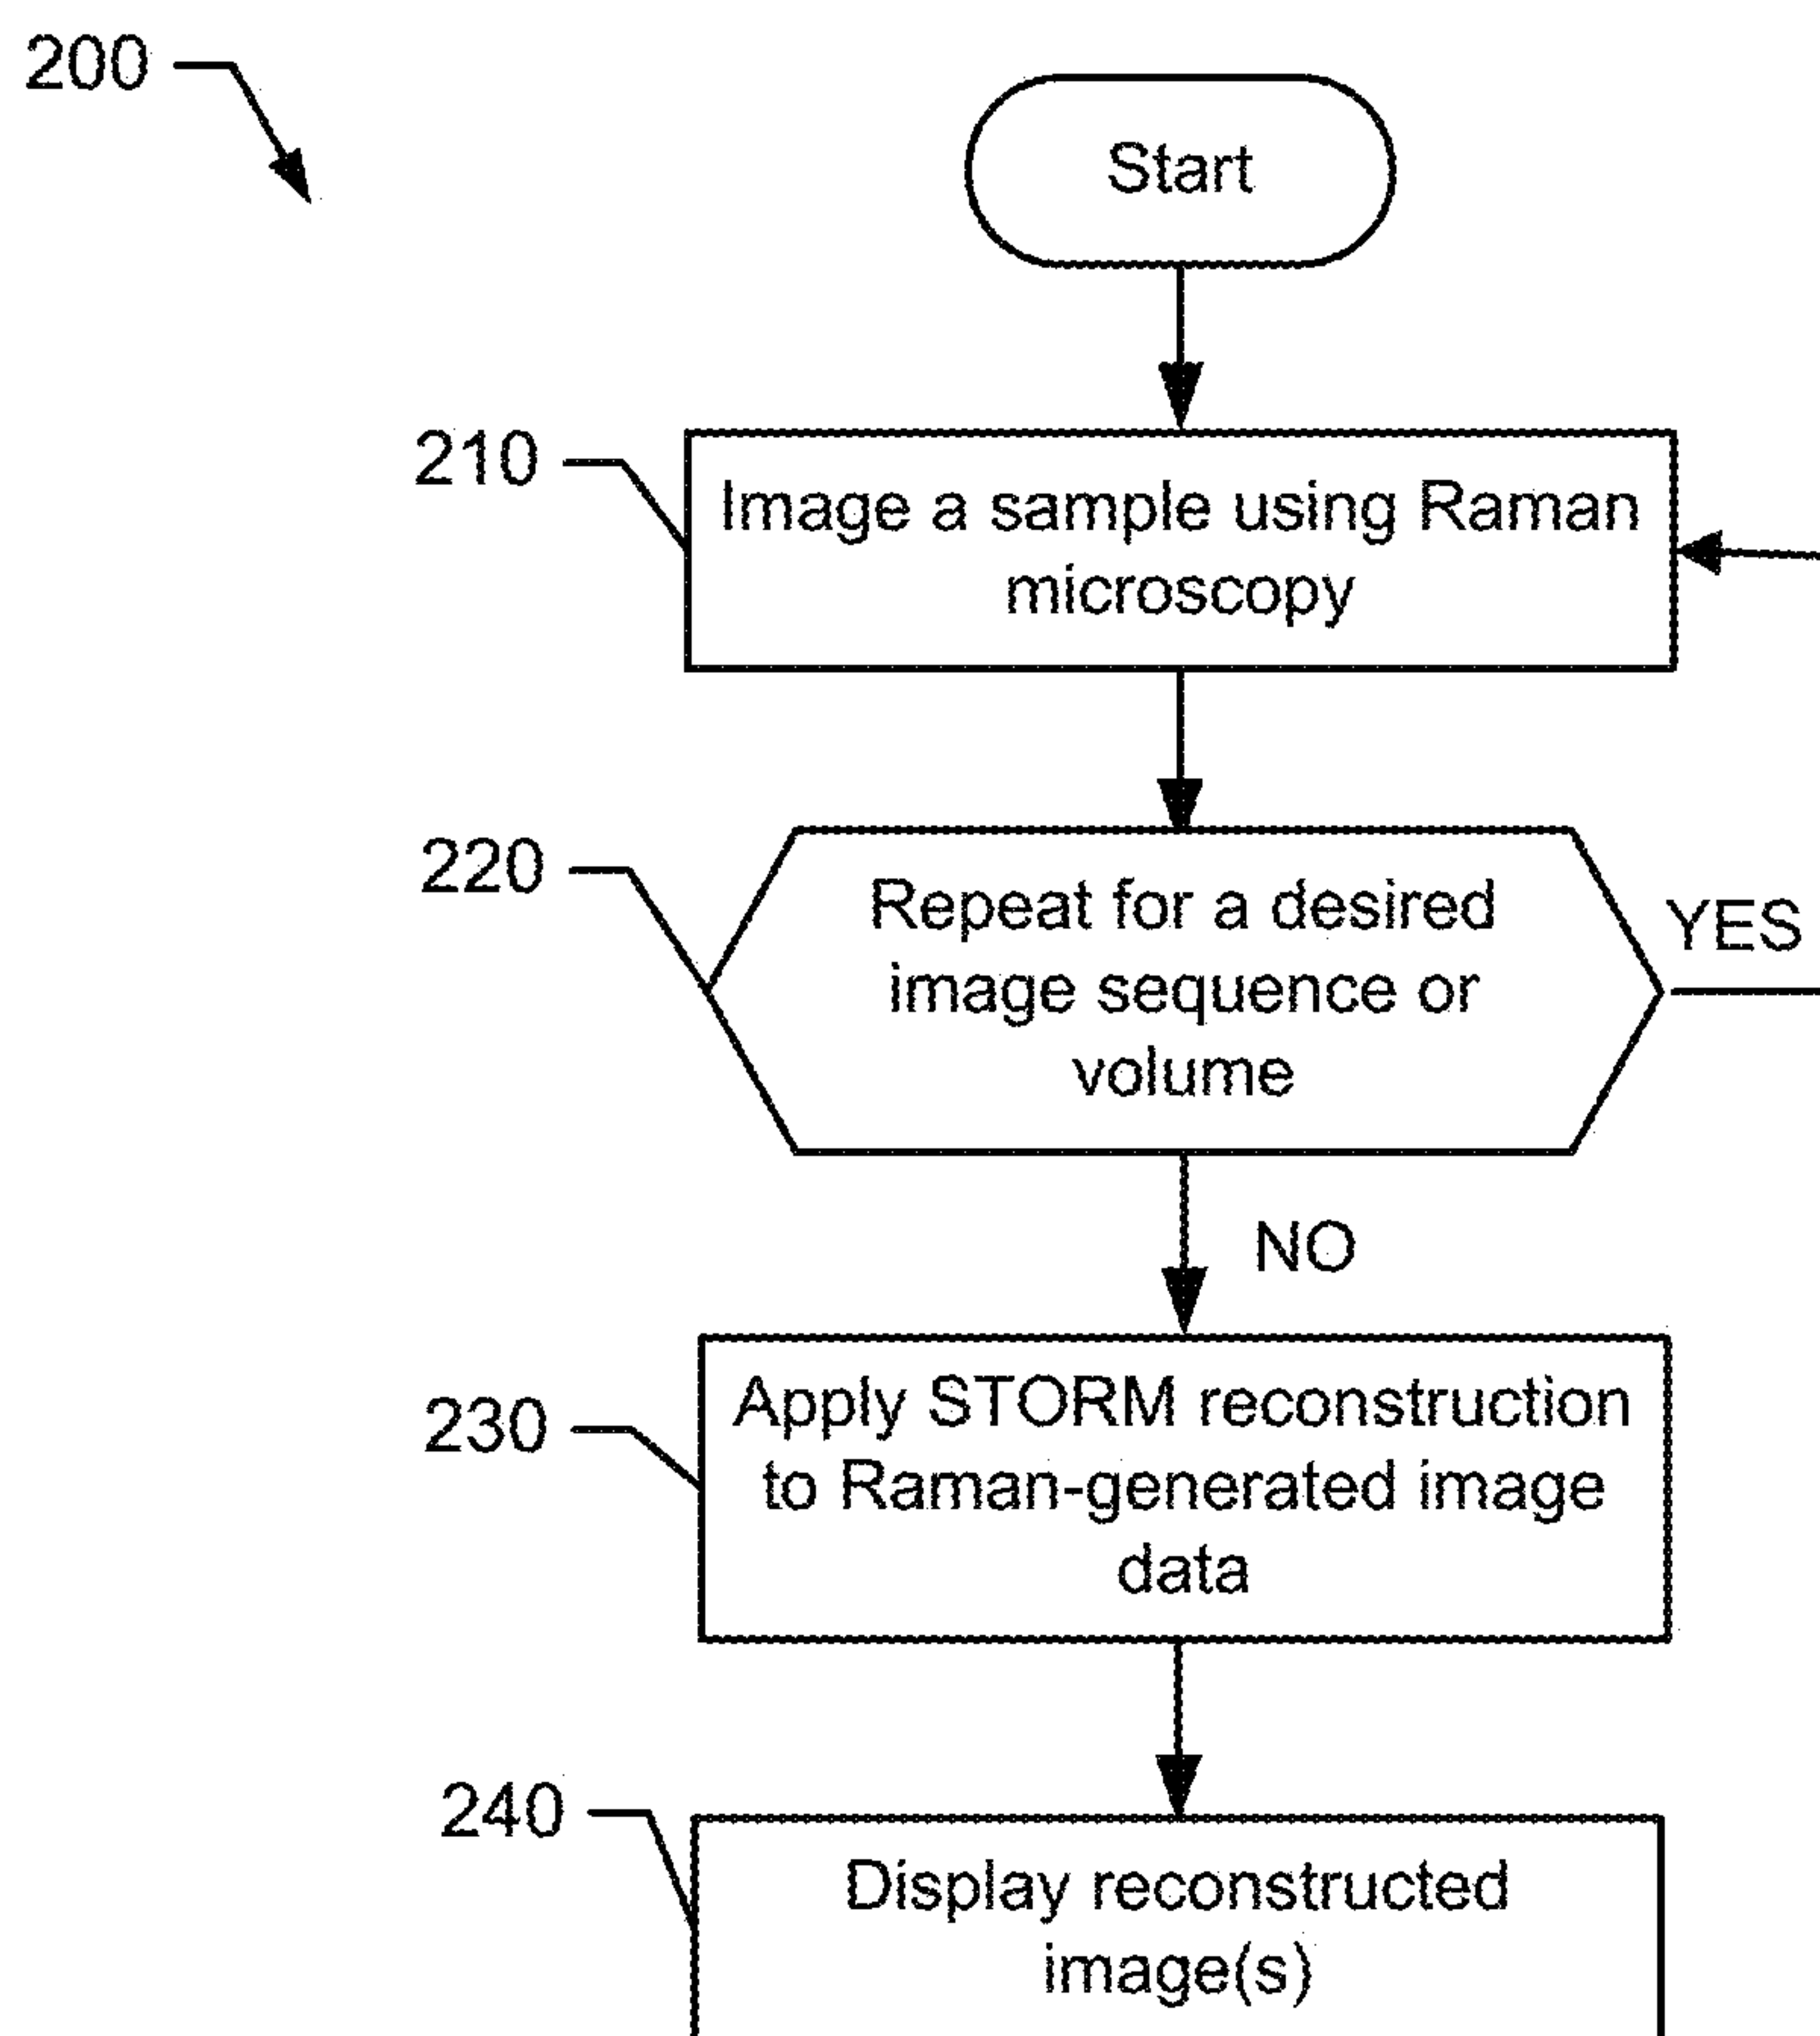 200
Start
210
Image a sample using Raman
microscopy
220
Repeat for a desired
image sequence or
volume
YES
NO
230
Apply STORM reconstruction
to Raman-generated image
data
240
Display reconstructed
image(s)